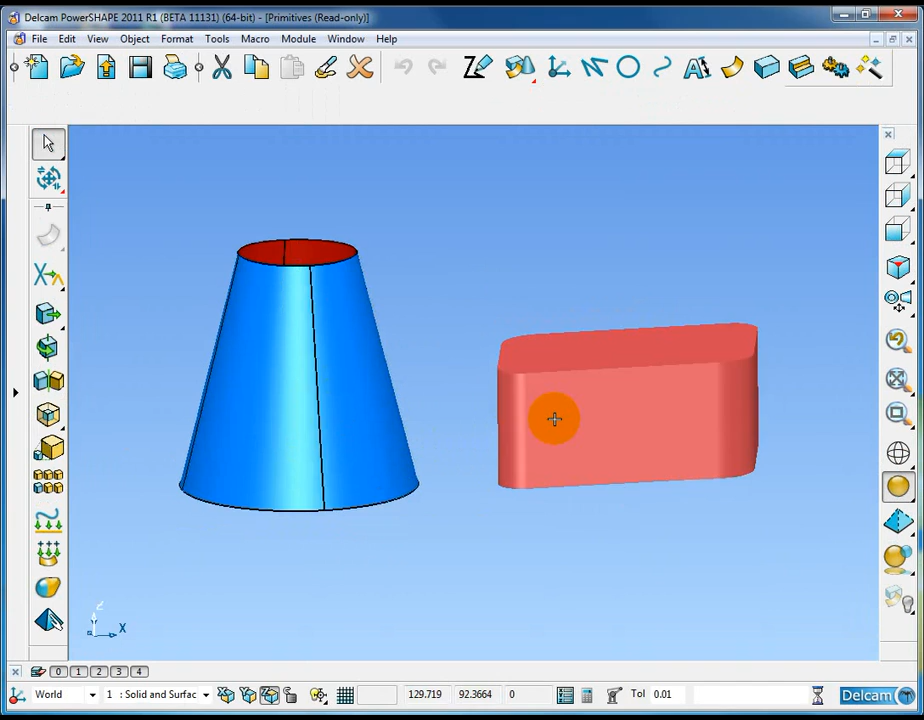 Delcam PowerSHAPE 2011 R1 (BETA 11131) (64-bit) - [Primitives (Read-only)]
File Edit View Object Format Tools Macro Module Window Help
X
0 1 2 3 4
World 1 : Solid and Surfac 129.719 92.3664 0 Tol 0.01 Delcam